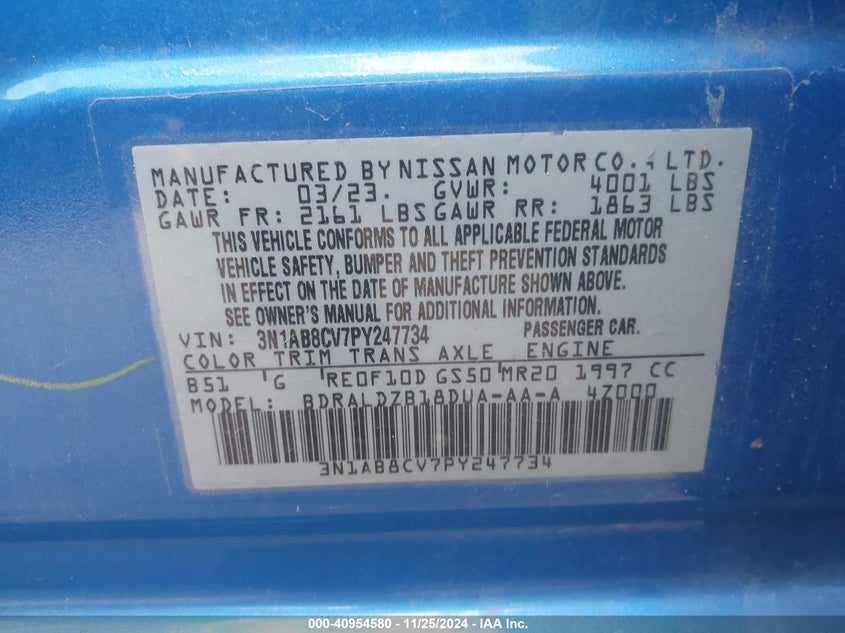 MANUFACTURED BY NISSAN MOTOR CO., LTD.
DATE: 03/23. GVWR: 4001 LBS
GAWR FR: 2161 LBS GAWR RR: 1863 LBS
THIS VEHICLE CONFORMS TO ALL APPLICABLE FEDERAL MOTOR
VEHICLE SAFETY, BUMPER AND THEFT PREVENTION STANDARDS
IN EFFECT ON THE DATE OF MANUFACTURE SHOWN ABOVE.
SEE OWNER'S MANUAL FOR ADDITIONAL INFORMATION.
VIN: 3N1AB8CV7PY247734 PASSENGER CAR.
COLOR TRIM TRANS AXLE ENGINE
B51 G RE0F10D GS50 MR20 1997 CC
MODEL: BDRALDZB18DUA-AA-A 4Z000
3N1AB8CV7PY247734
000-40954580 - 11/25/2024 - IAA Inc.